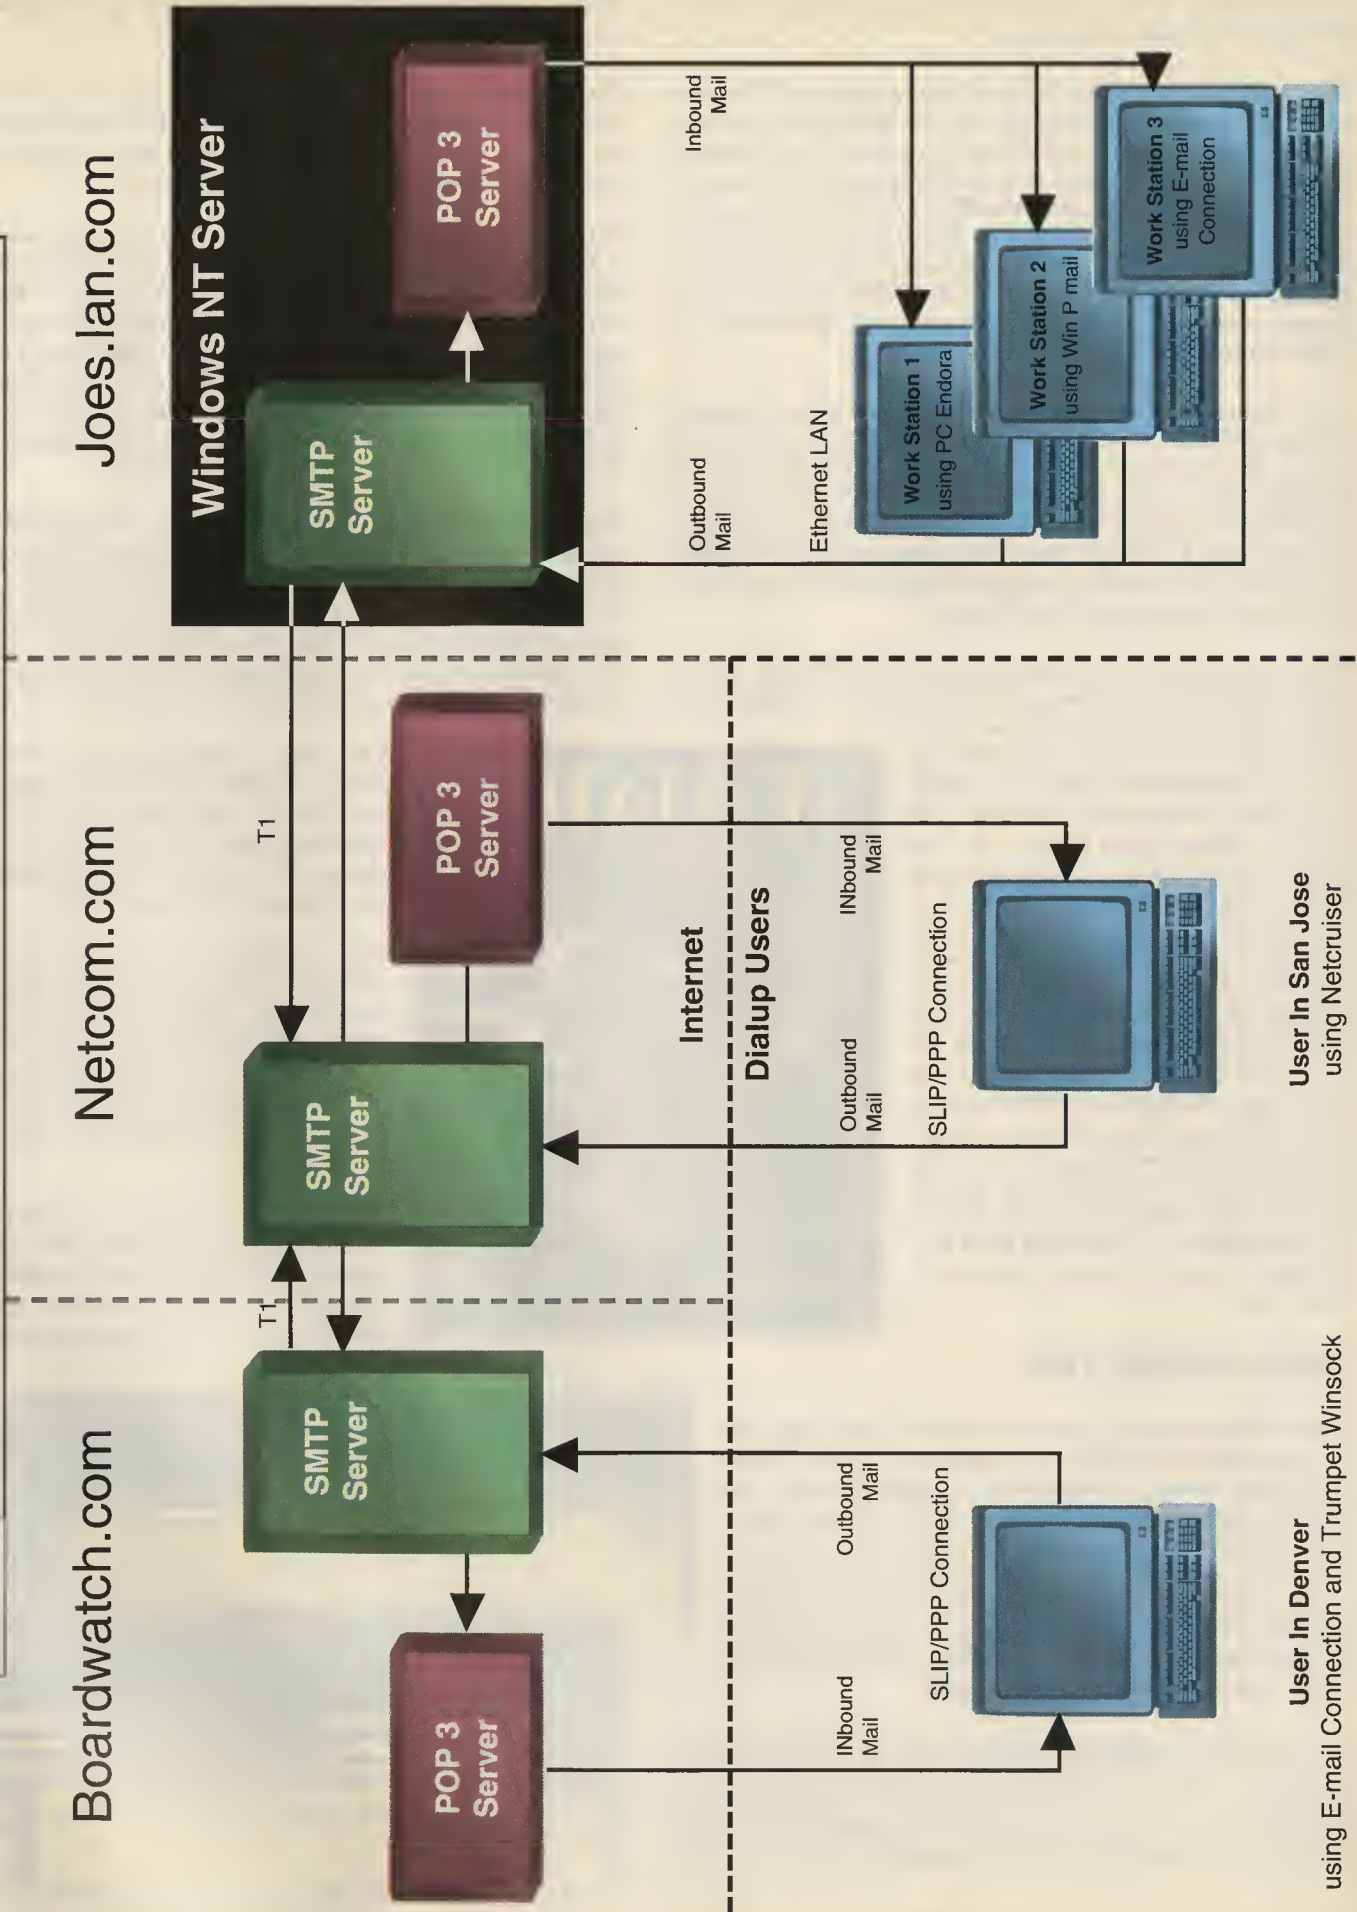 Boardwatch.com
Netcom.com
Joes.lan.com
Windows NT Server
SMTP
Server
T1
SMTP
Server
T1
SMTP
Server
POP 3
Server
POP 3
Server
POP 3
Server
Internet
Dialup Users
INbound
Mail
Outbound
Mail
SLIP/PPP Connection
Outbound
Mail
INbound
Mail
SLIP/PPP Connection
Outbound
Mail
Inbound
Mail
Ethernet LAN
Work Station 1
using PC Endora
Work Station 2
using Win P mail
Work Station 3
using E-mail
Connection
User In Denver
using E-mail Connection and Trumpet Winsock
User In San Jose
using Netcruiser